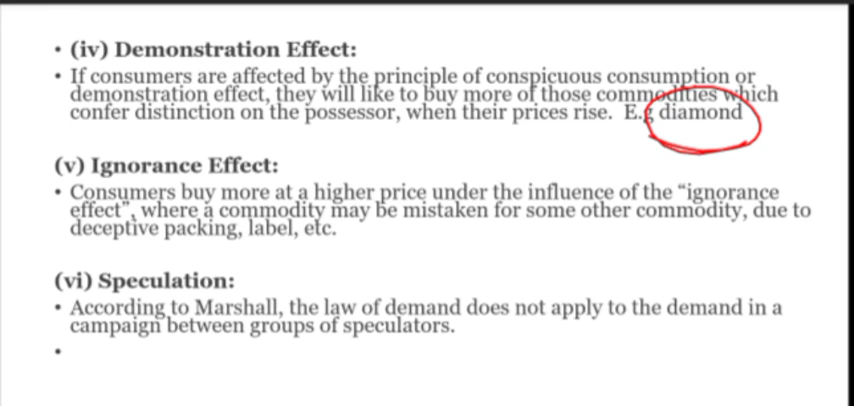 • (iv) Demonstration Effect:
• If consumers are affected by the principle of conspicuous consumption or
demonstration effect, they will like to buy more of those commodities which
confer distinction on the possessor, when their prices rise. E.g diamond
(v) Ignorance Effect:
• Consumers buy more at a higher price under the influence of the “ignorance
effect”, where a commodity may be mistaken for some other commodity, due to
deceptive packing, label, etc.
(vi) Speculation:
• According to Marshall, the law of demand does not apply to the demand in a
campaign between groups of speculators.
•